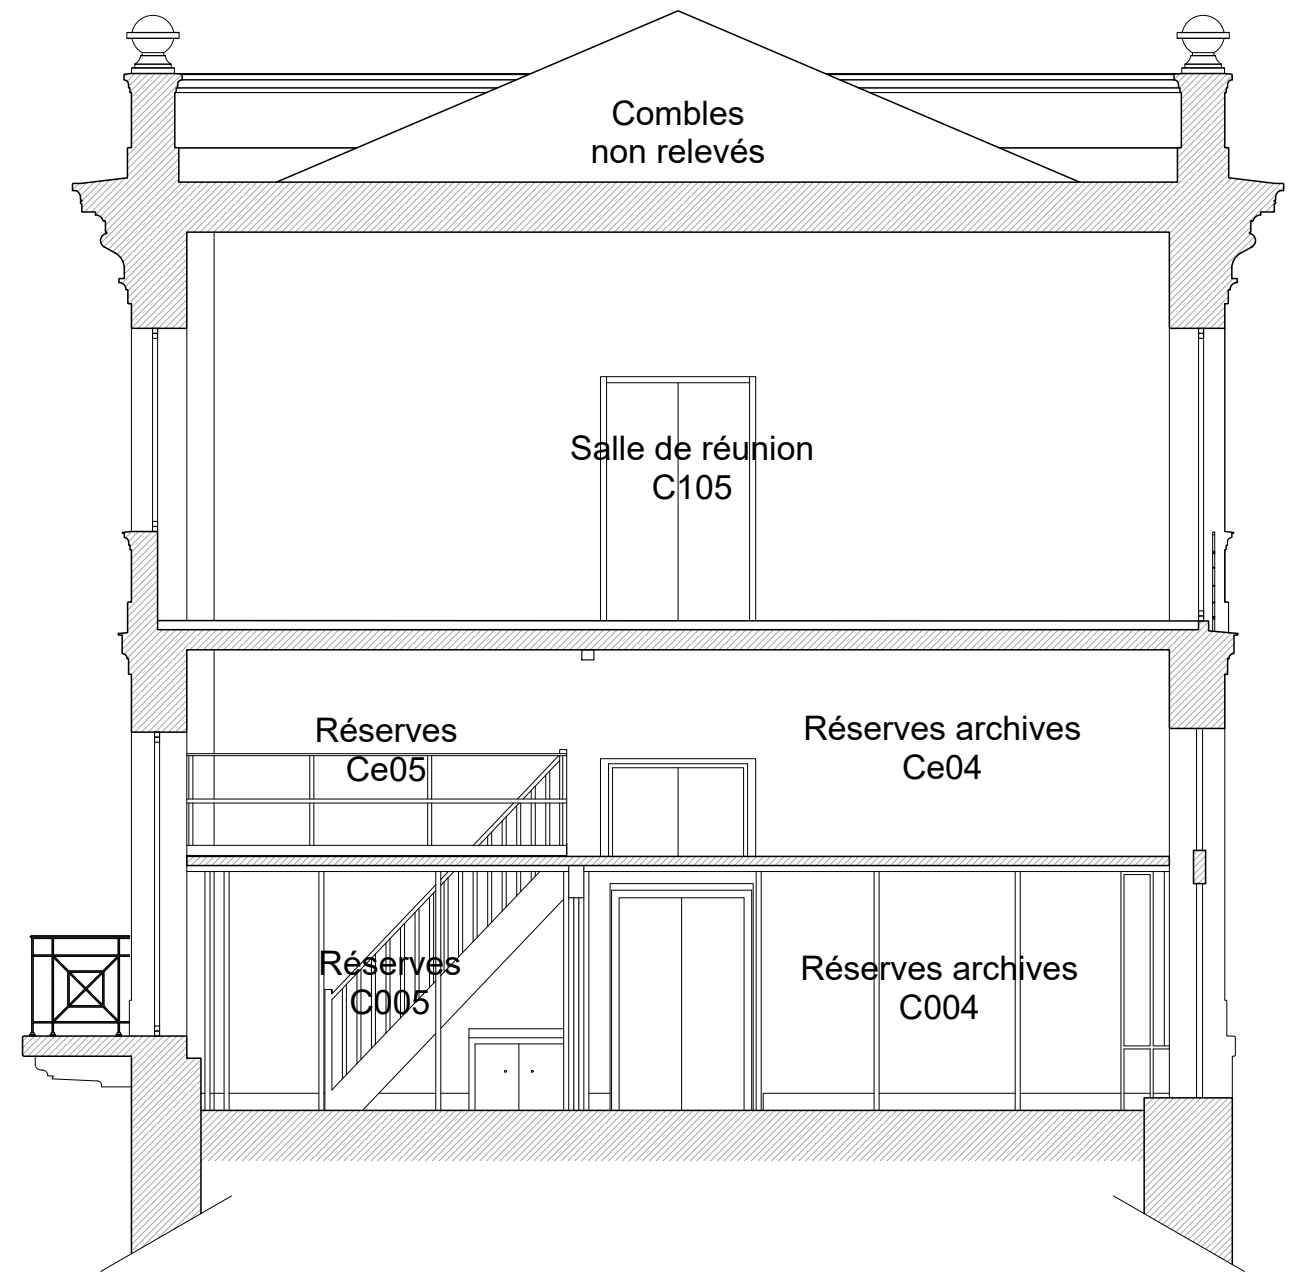 Combles
non relevés
Salle de réunion
C105
Réserves
Ce05
Réserves archives
Ce04
Réserves
C005
Réserves archives
C004